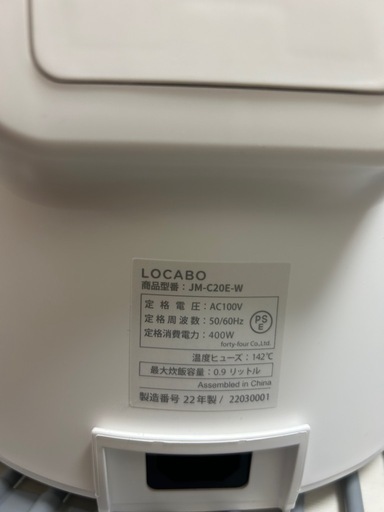 LOCABO
商品型番：JM-C20E-W
定格電圧：AC100V
定格周波数：50/60Hz
定格消費電力：400W
PS
E
forty-four Co.,Ltd.
温度ヒューズ：142℃
最大炊飯容量：0.9 リットル
Assembled in China
製造番号 22年製 / 22030001